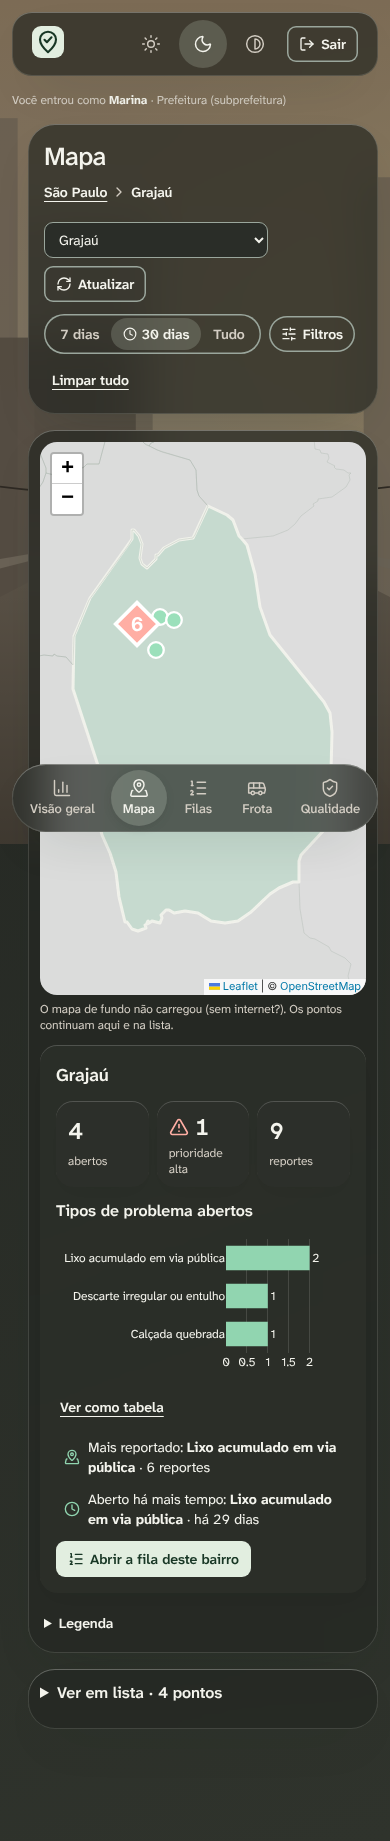 Sair
Você entrou como Marina · Prefeitura (subprefeitura)
Mapa
São Paulo > Grajaú
Grajaú
Atualizar
7 dias 30 dias Tudo Filtros
Limpar tudo
+
−
6
Visão geral Mapa Filas Frota Qualidade
Leaflet | © OpenStreetMap
O mapa de fundo não carregou (sem internet?). Os pontos
continuam aqui e na lista.
Grajaú
4 1 9
abertos prioridade reportes
alta
Tipos de problema abertos
Lixo acumulado em via pública 2
Descarte irregular ou entulho 1
Calçada quebrada 1
0 0.5 1 1.5 2
Ver como tabela
Mais reportado: Lixo acumulado em via
pública · 6 reportes
Aberto há mais tempo: Lixo acumulado
em via pública · há 29 dias
Abrir a fila deste bairro
Legenda
Ver em lista · 4 pontos